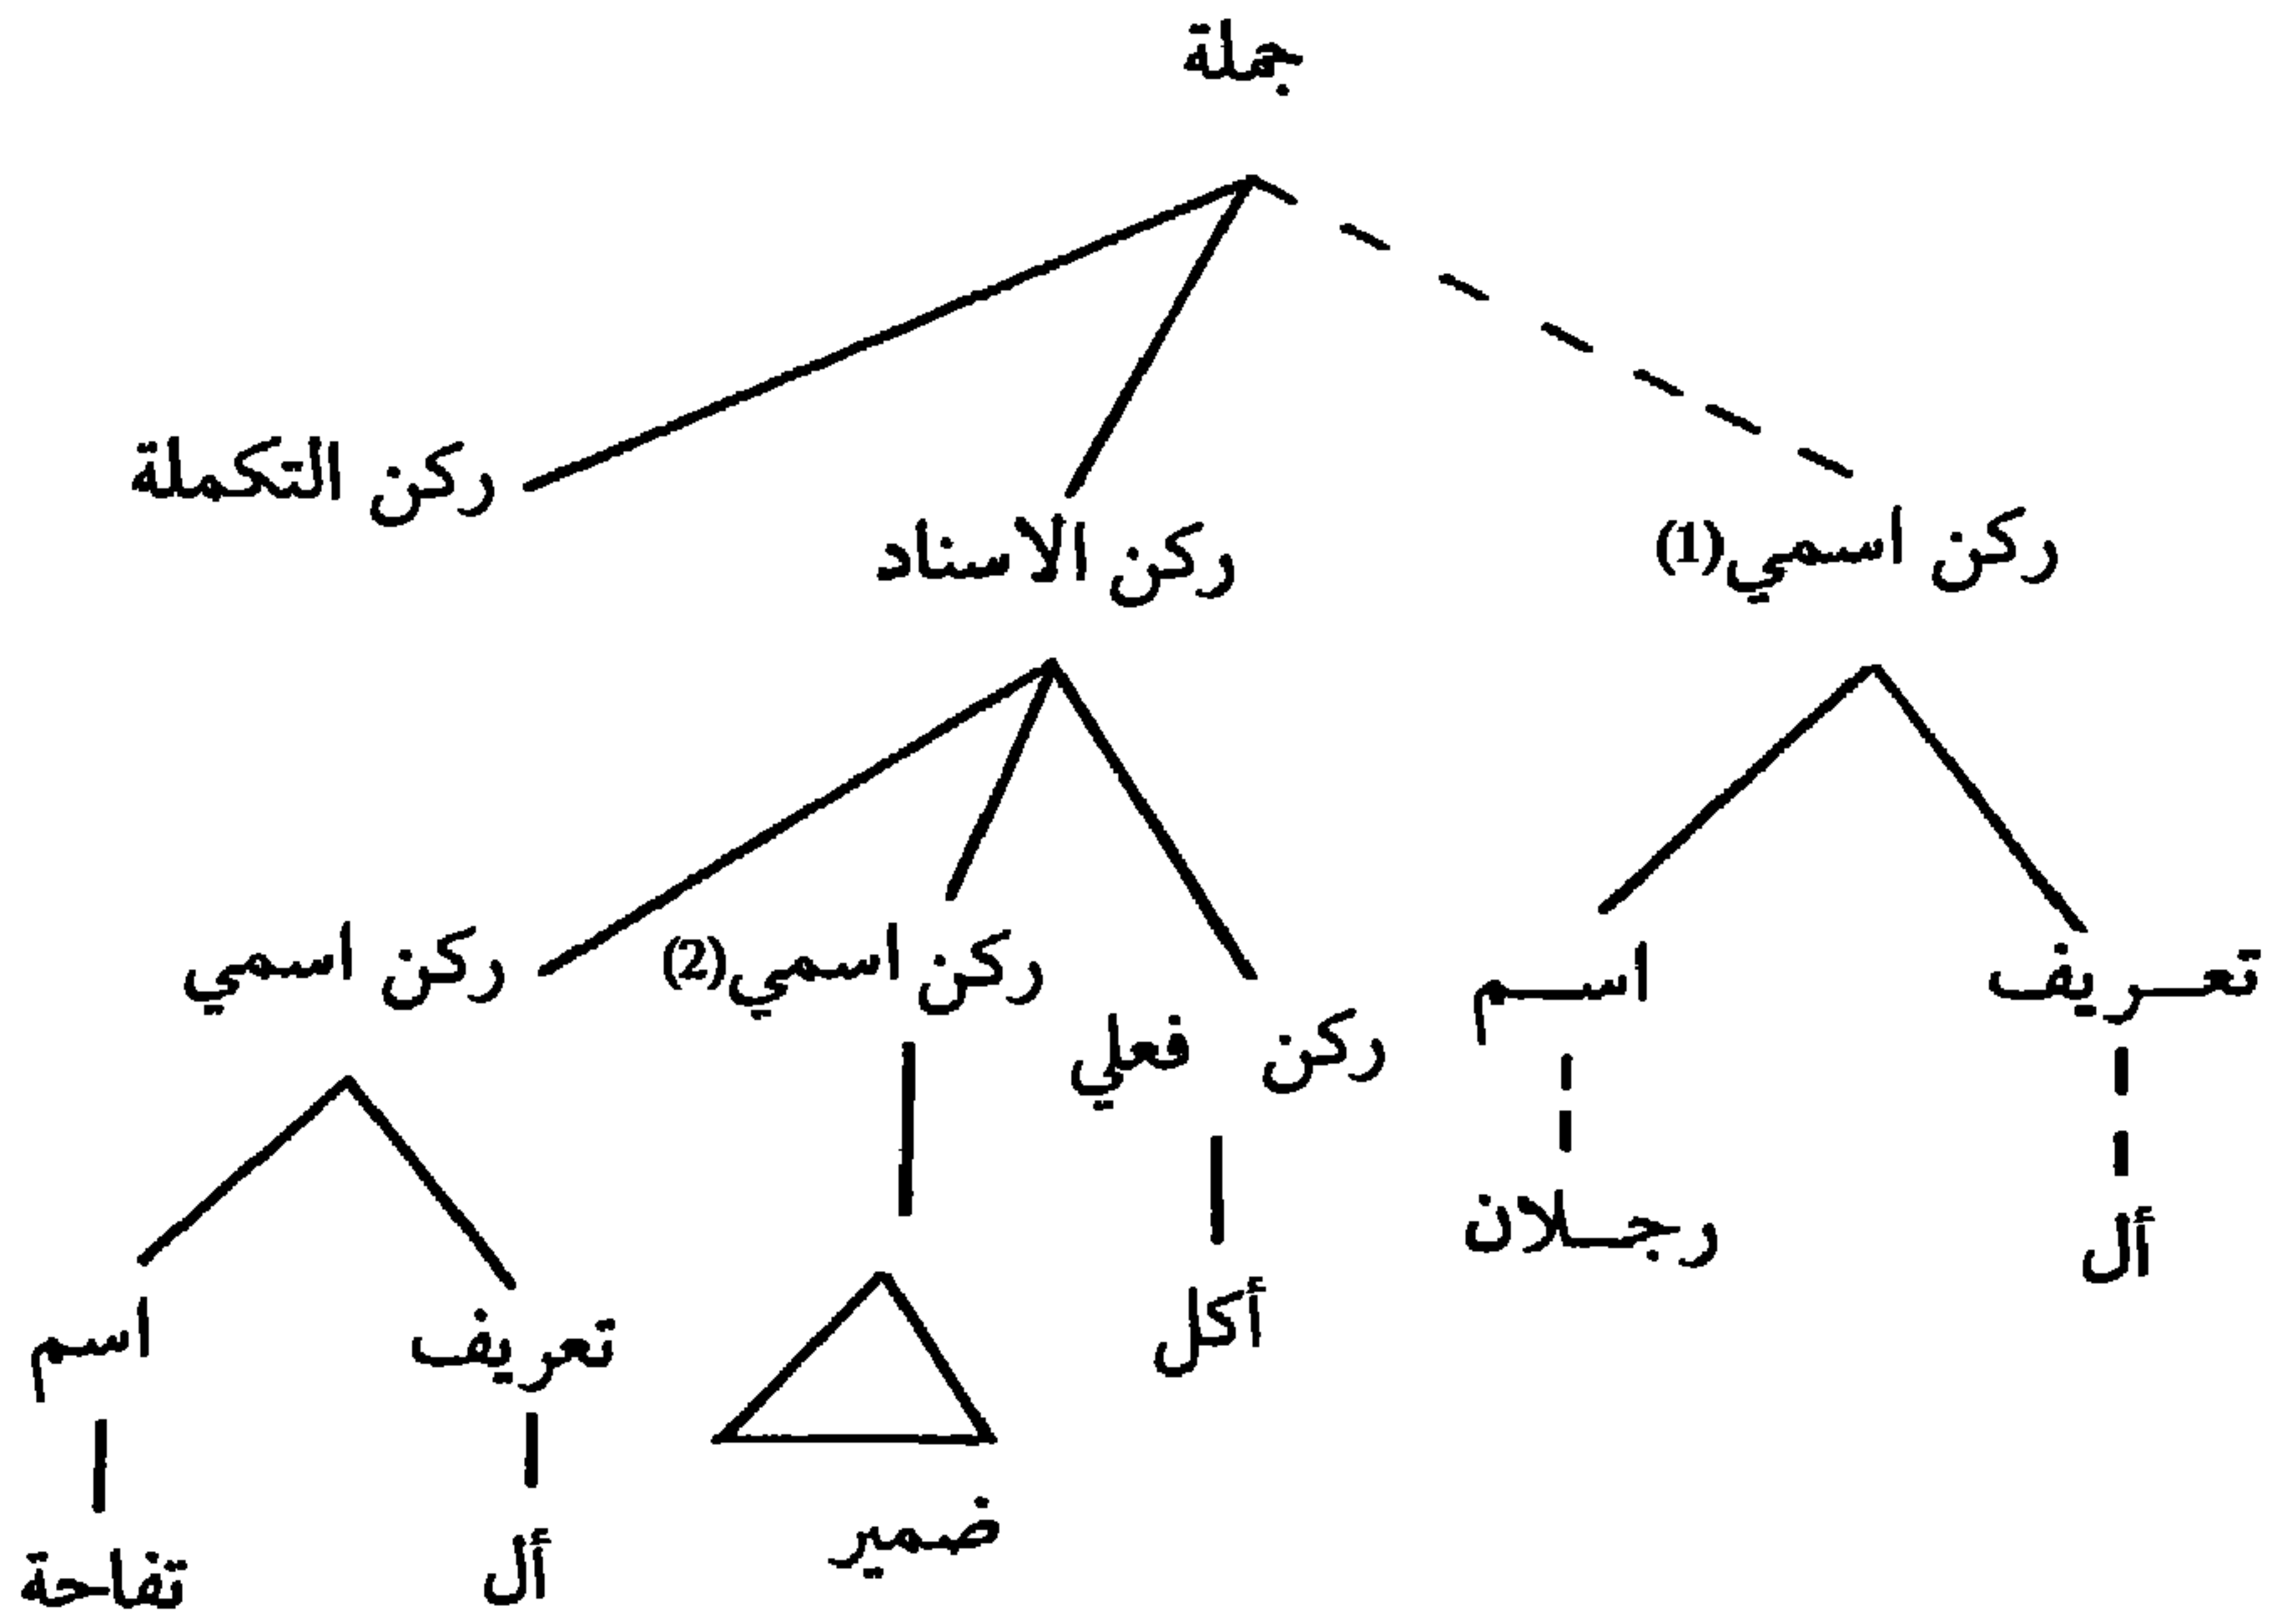 جملة
ركن اسمي(1) ركن الاسناد ركن التكملة
تعريف اسم ركن فعلي ركن اسمي(2) ركن اسمي
أل رجلان أكل ضمير تعريف اسم
أل تفاحة